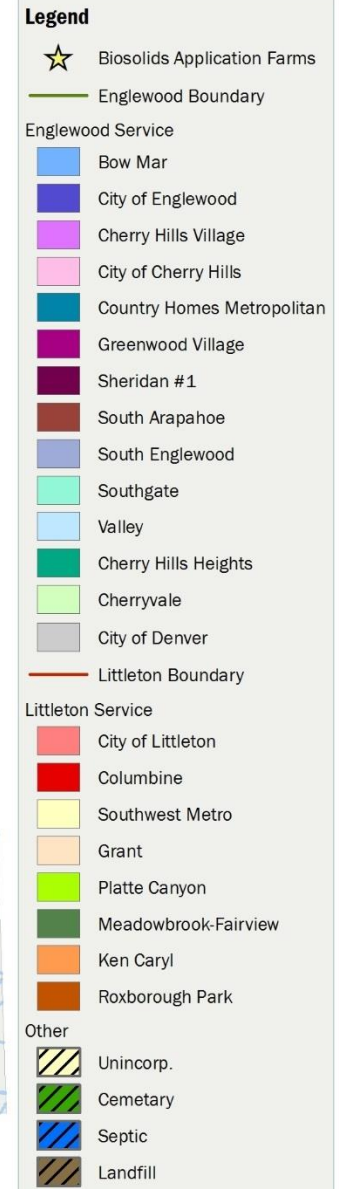 Legend
Biosolids Application Farms
Englewood Boundary
Englewood Service
Bow Mar
City of Englewood
Cherry Hills Village
City of Cherry Hills
Country Homes Metropolitan
Greenwood Village
Sheridan #1
South Arapahoe
South Englewood
Southgate
Valley
Cherry Hills Heights
Cherryvale
City of Denver
Littleton Boundary
Littleton Service
City of Littleton
Columbine
Southwest Metro
Grant
Platte Canyon
Meadowbrook-Fairview
Ken Caryl
Roxborough Park
Other
Unincorp.
Cemetary
Septic
Landfill